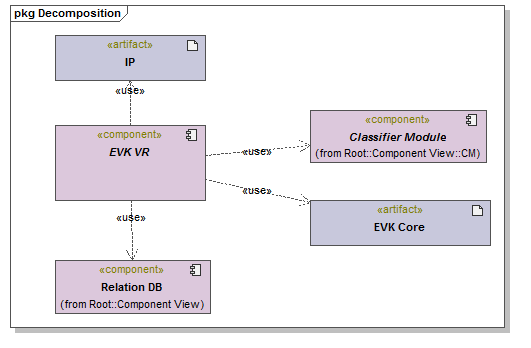 pkg Decomposition
«artifact»
IP
«use»
«component»
EVK VR
«use»
«component»
Classifier Module
(from Root::Component View::CM)
«use»
«artifact»
EVK Core
«use»
«component»
Relation DB
(from Root::Component View)